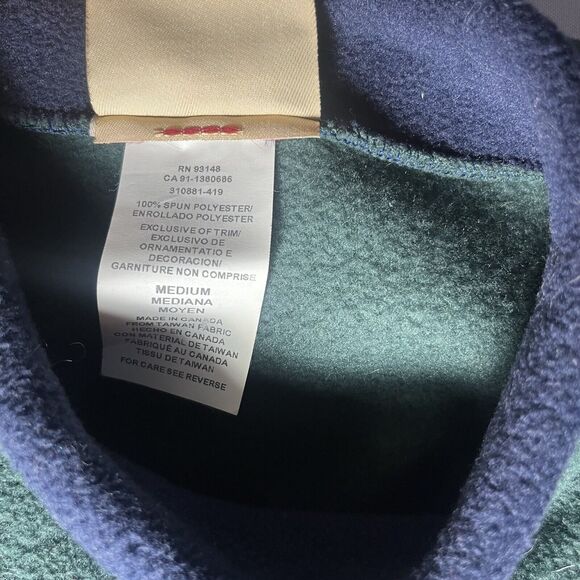 RN 93148
CA 91-1380686
310881-419
100% SPUN POLYESTER/
ENROLLADO POLYESTER
EXCLUSIVE OF TRIM/
EXCLUSIVO DE
ORNAMENTATIO E
DECORACION/
GARNITURE NON COMPRISE
MEDIUM
MEDIANA
MOYEN
MADE IN CANADA
FROM TAIWAN FABRIC
HECHO EN CANADA
CON MATERIAL DE TAIWAN
FABRIQUÉ AU CANADA
TISSU DE TAIWAN
FOR CARE SEE REVERSE